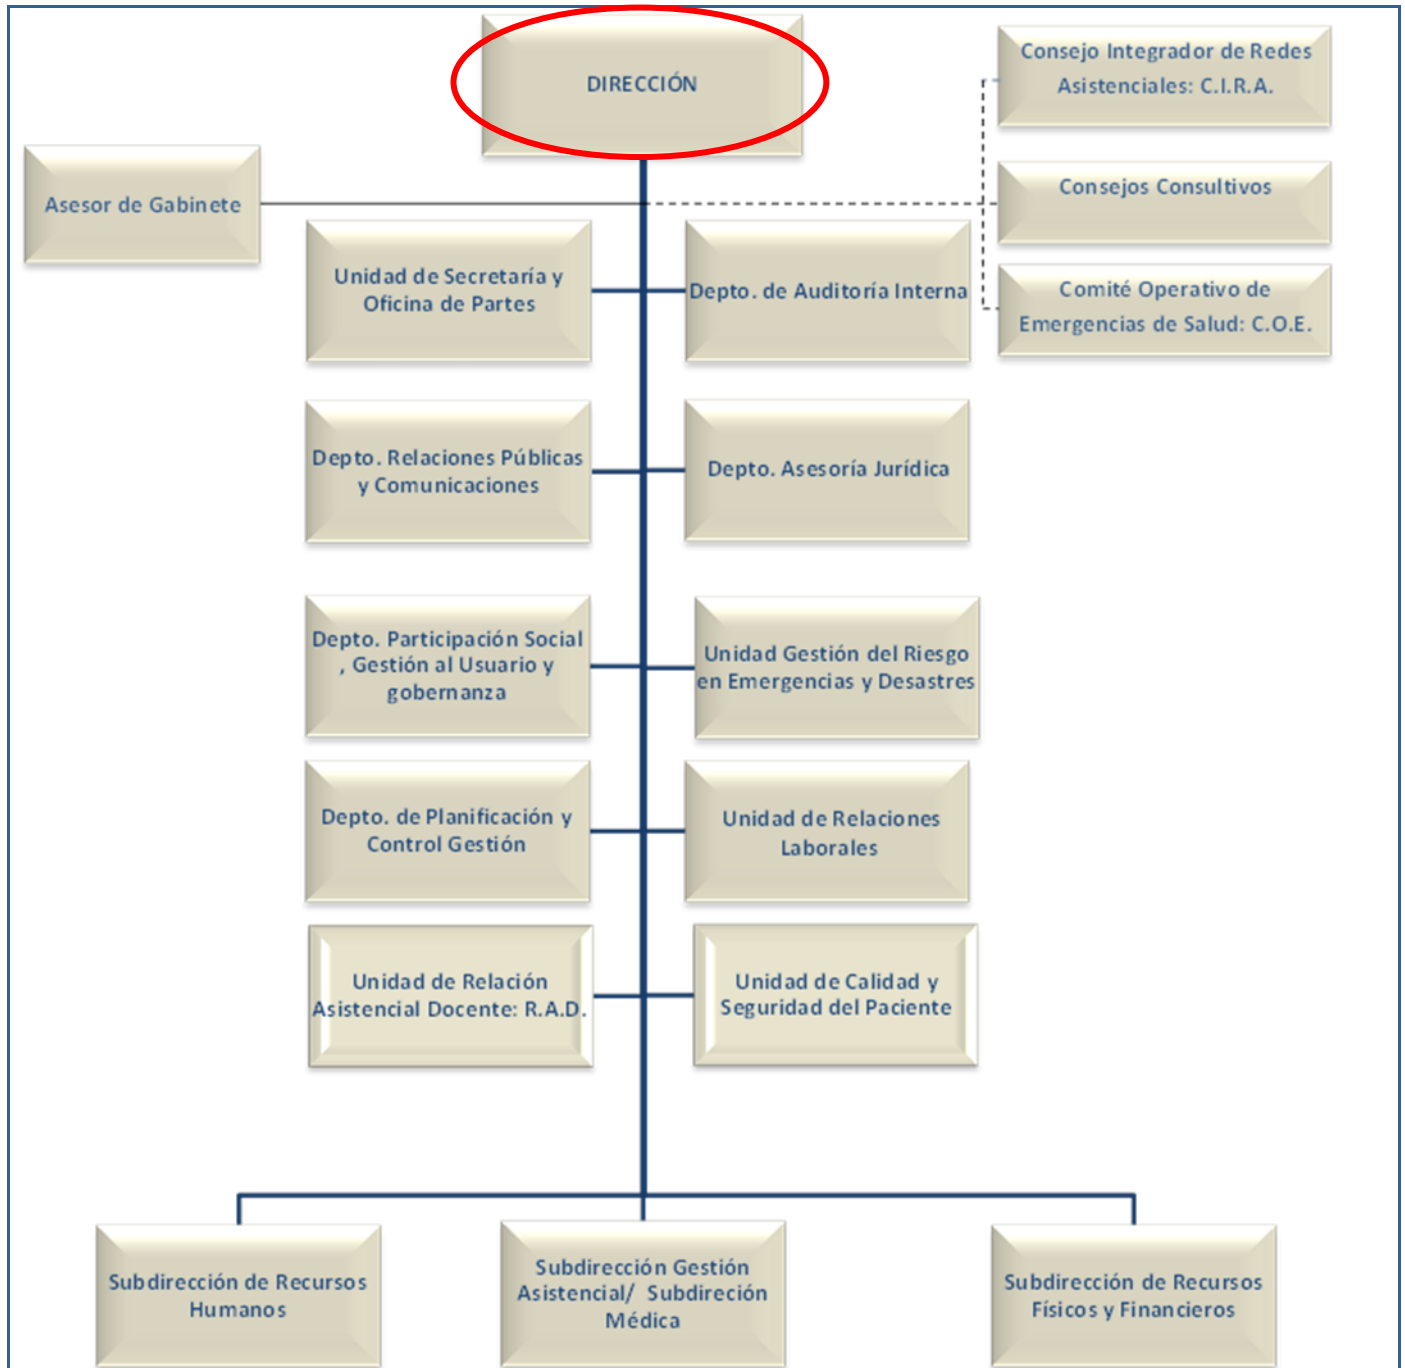 DIRECCIÓN
Consejo Integrador de Redes
Asistenciales: C.I.R.A.
Asesor de Gabinete
Consejos Consultivos
Comité Operativo de
Emergencias de Salud: C.O.E.
Unidad de Secretaría y
Oficina de Partes
Depto. de Auditoría Interna
Depto. Relaciones Públicas
y Comunicaciones
Depto. Asesoría Jurídica
Depto. Participación Social
, Gestión al Usuario y
gobernanza
Unidad Gestión del Riesgo
en Emergencias y Desastres
Depto. de Planificación y
Control Gestión
Unidad de Relaciones
Laborales
Unidad de Relación
Asistencial Docente: R.A.D.
Unidad de Calidad y
Seguridad del Paciente
Subdirección de Recursos
Humanos
Subdirección Gestión
Asistencial/ Subdireción
Médica
Subdirección de Recursos
Físicos y Financieros